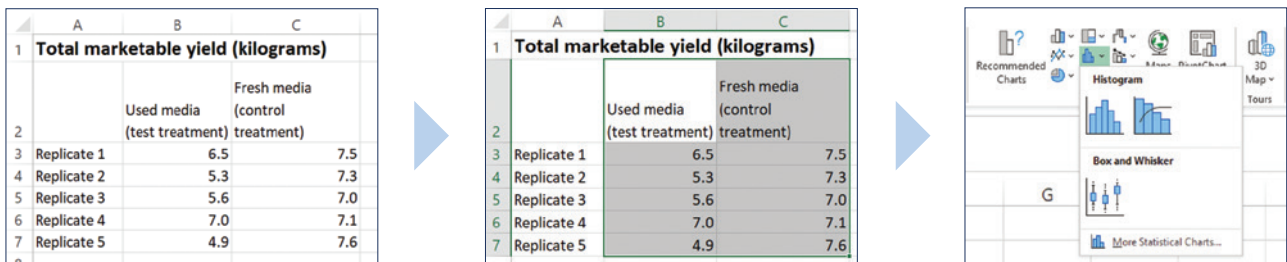 A B C
1 Total marketable yield (kilograms)
Fresh media
Used media (control
2 (test treatment) treatment)
3 Replicate 1 6.5 7.5
4 Replicate 2 5.3 7.3
5 Replicate 3 5.6 7.0
6 Replicate 4 7.0 7.1
7 Replicate 5 4.9 7.6
A B C
1 Total marketable yield (kilograms)
Fresh media
Used media (control
2 (test treatment) treatment)
3 Replicate 1 6.5 7.5
4 Replicate 2 5.3 7.3
5 Replicate 3 5.6 7.0
6 Replicate 4 7.0 7.1
7 Replicate 5 4.9 7.6
Recommended Maps PivotChart 3D
Charts Map
Tours
Histogram
Box and Whisker
G
More Statistical Charts...